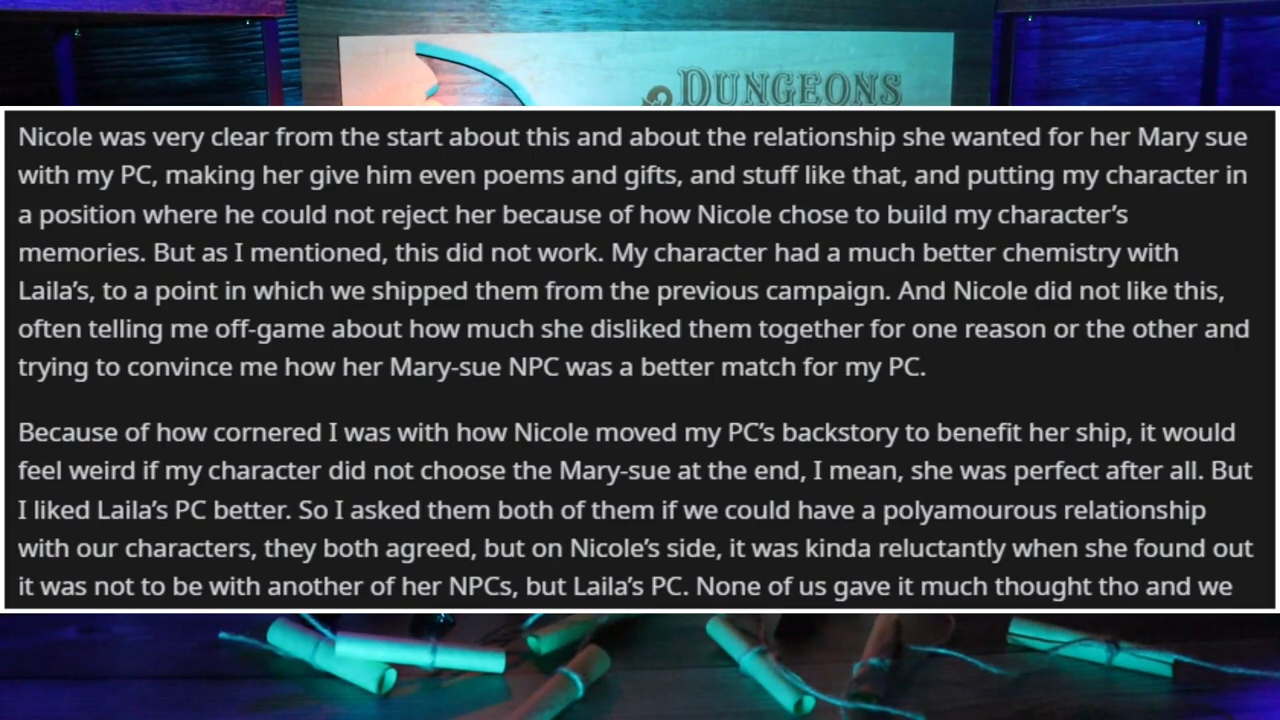 DUNGEONS
Nicole was very clear from the start about this and about the relationship she wanted for her Mary sue
with my PC, making her give him even poems and gifts, and stuff like that, and putting my character in
a position where he could not reject her because of how Nicole chose to build my character’s
memories. But as I mentioned, this did not work. My character had a much better chemistry with
Laila’s, to a point in which we shipped them from the previous campaign. And Nicole did not like this,
often telling me off-game about how much she disliked them together for one reason or the other and
trying to convince me how her Mary-sue NPC was a better match for my PC.
Because of how cornered I was with how Nicole moved my PC’s backstory to benefit her ship, it would
feel weird if my character did not choose the Mary-sue at the end, I mean, she was perfect after all. But
I liked Laila’s PC better. So I asked them both of them if we could have a polyamourous relationship
with our characters, they both agreed, but on Nicole’s side, it was kinda reluctantly when she found out
it was not to be with another of her NPCs, but Laila’s PC. None of us gave it much thought tho and we